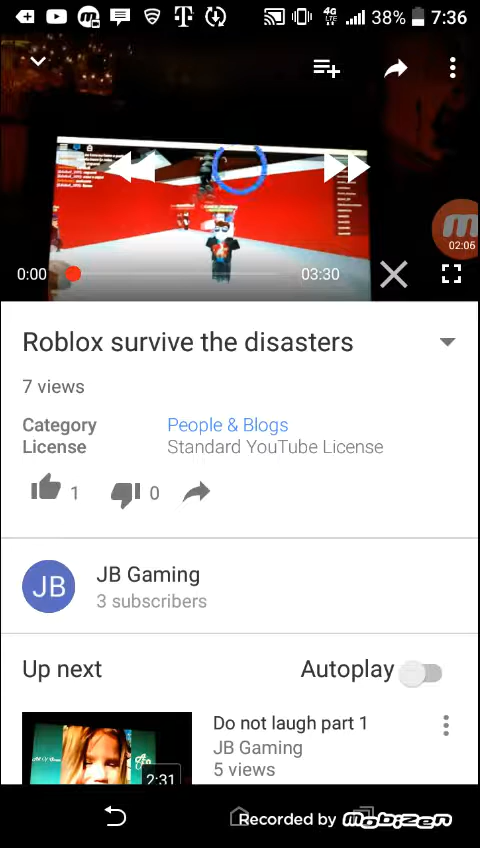 4G
LTE
38%
7:36
02:06
0:00
03:30
Roblox survive the disasters
7 views
Category People & Blogs
License Standard YouTube License
1 0
JB JB Gaming
3 subscribers
Up next Autoplay
Do not laugh part 1
JB Gaming
5 views
2:31
Recorded by Mobizen